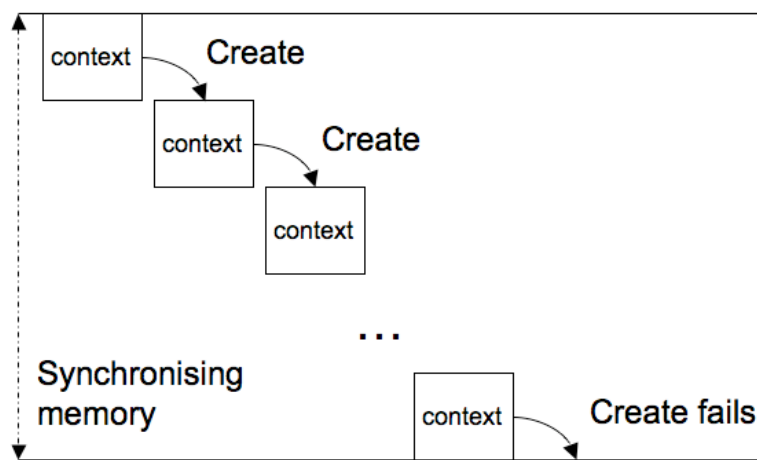 context
Create
context
Create
context
...
Synchronising
memory
context
Create fails